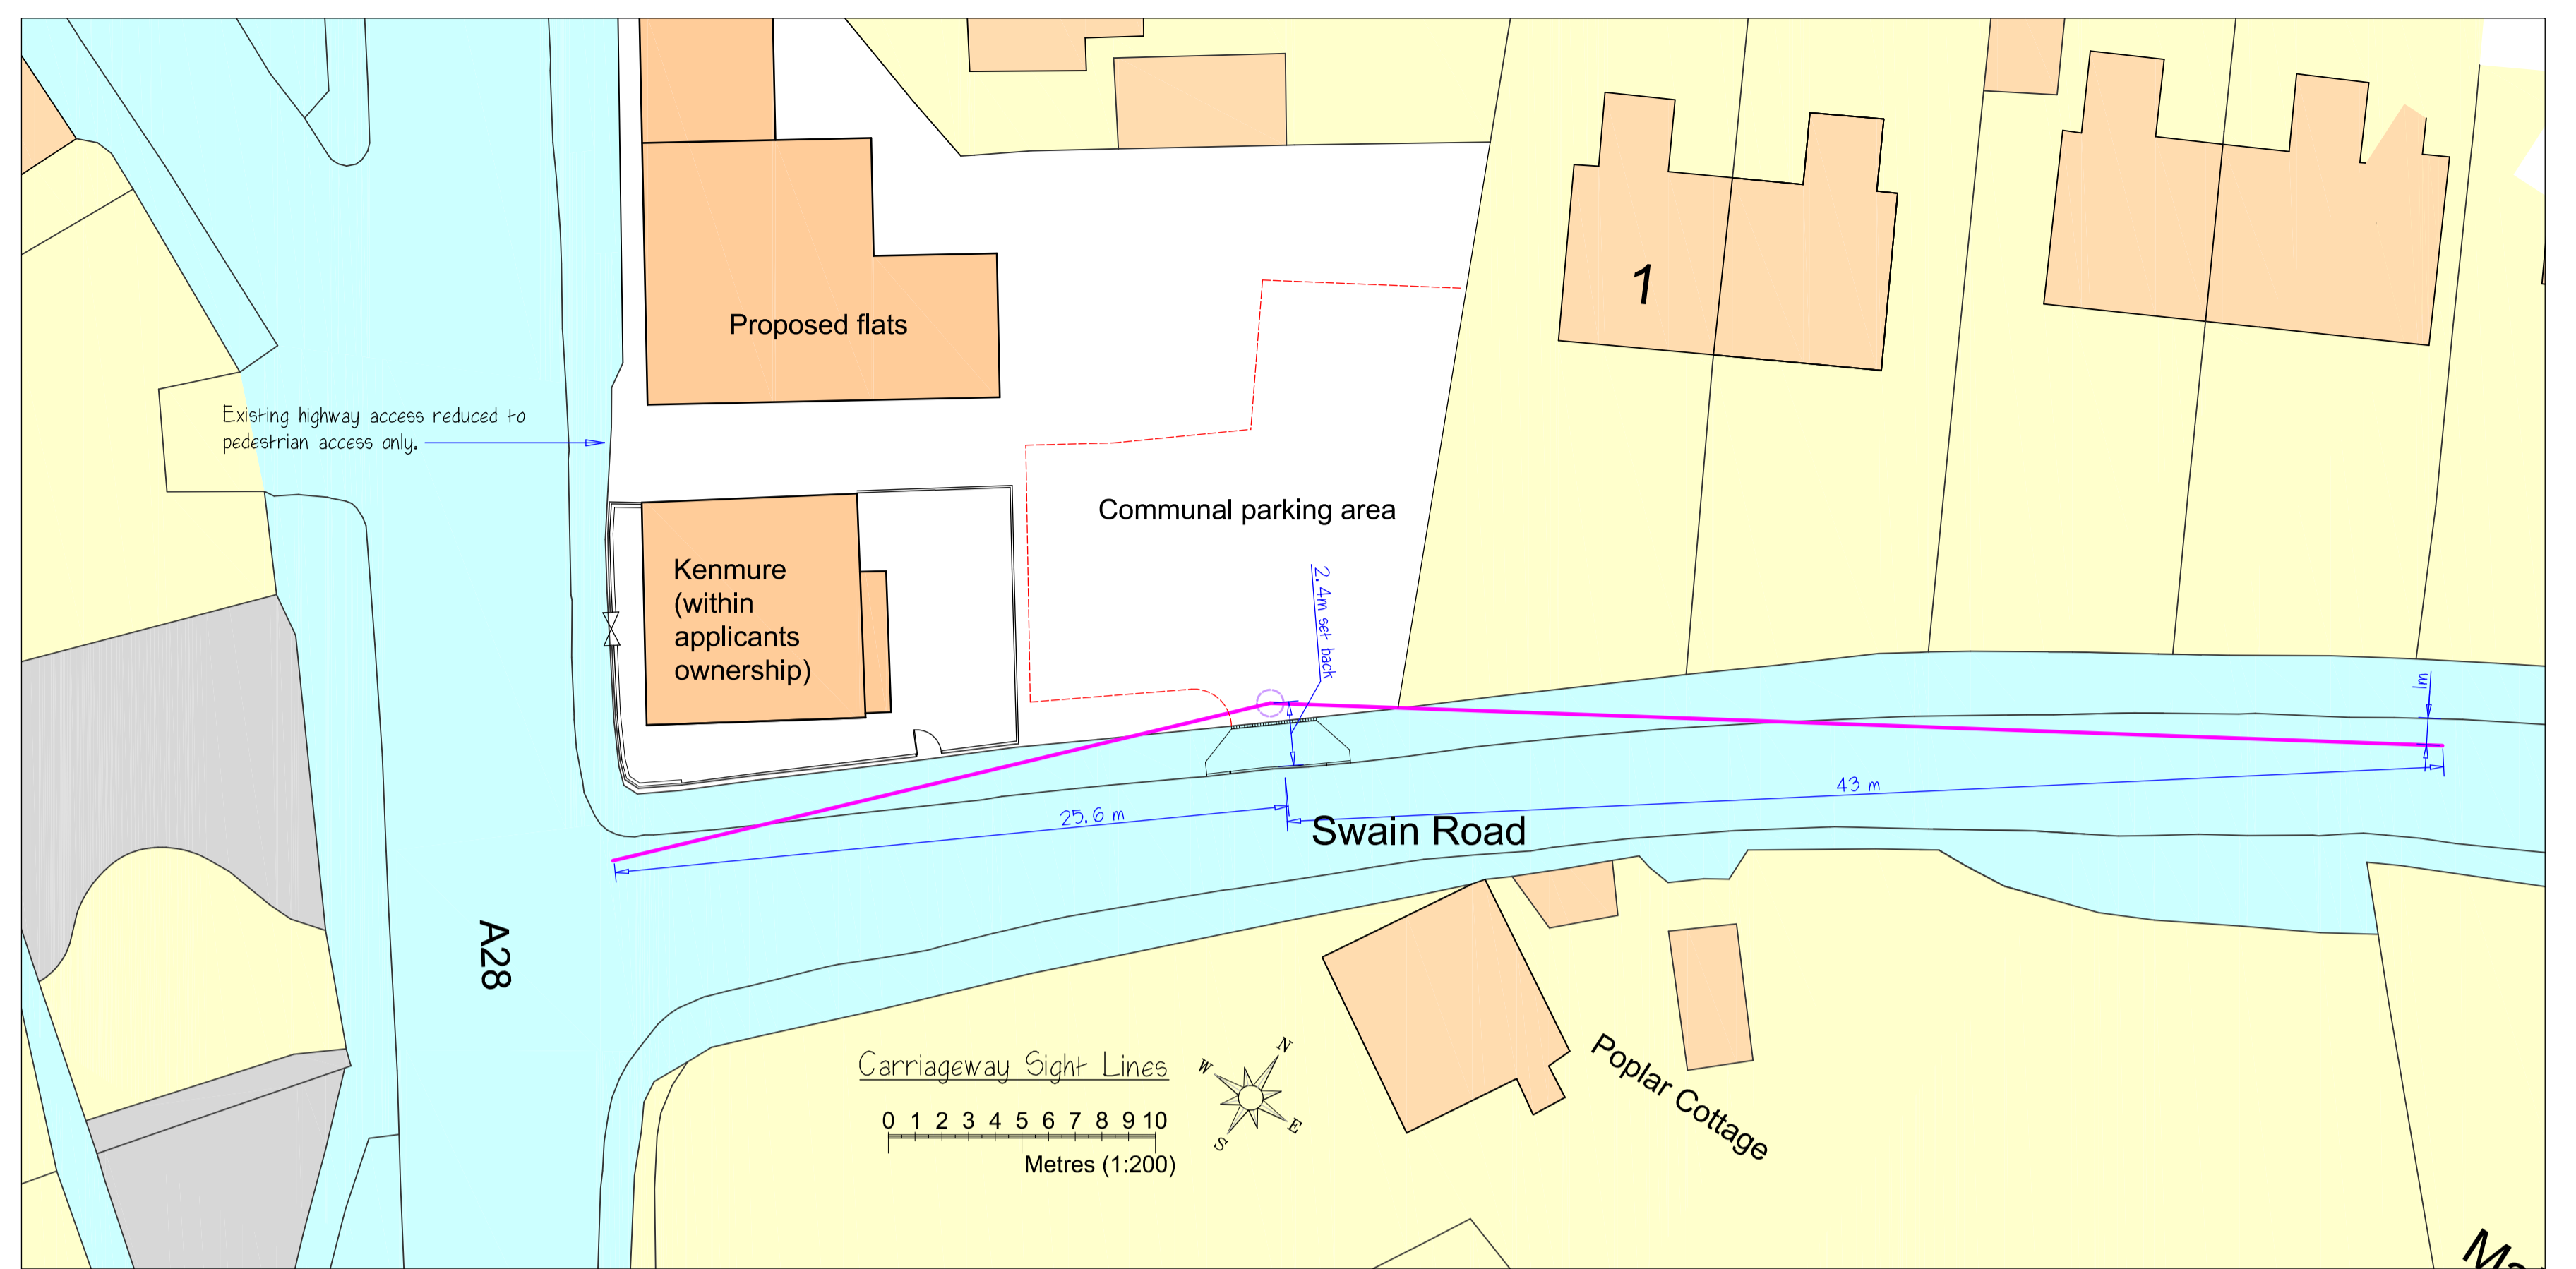 Proposed flats
1
Existing highway access reduced to
pedestrian access only.
Communal parking area
Kenmure
(within
applicants
ownership)
2.4m set back
1m
43 m
25.6 m
Swain Road
A28
Carriageway Sight Lines
N
W
E
S
0 1 2 3 4 5 6 7 8 9 10
Metres (1:200)
Poplar Cottage